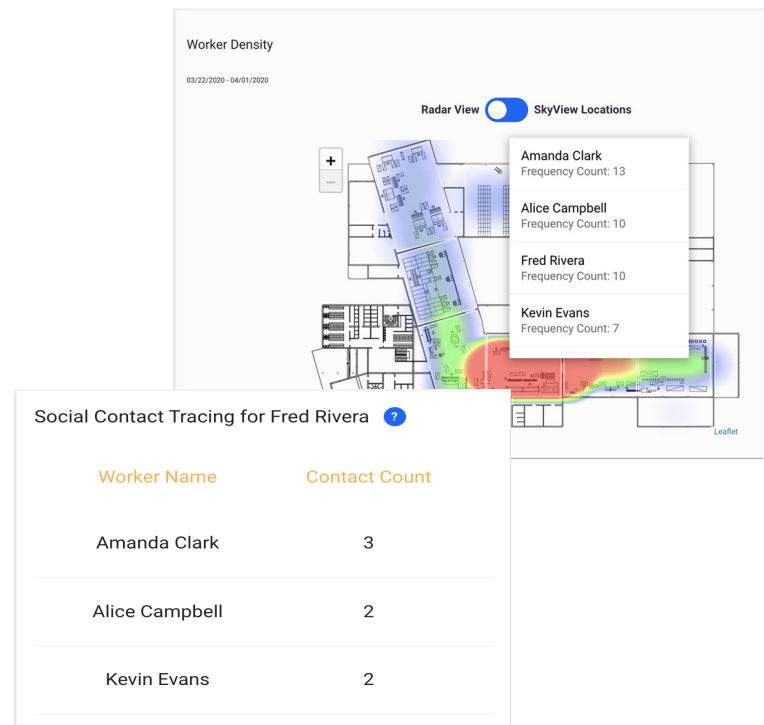 Worker Density
03/22/2020 - 04/01/2020
Radar View
SkyView Locations
+
−
Amanda Clark
Frequency Count: 13
Alice Campbell
Frequency Count: 10
Fred Rivera
Frequency Count: 10
Kevin Evans
Frequency Count: 7
Leaflet
Social Contact Tracing for Fred Rivera ?
Worker Name Contact Count
Amanda Clark 3
Alice Campbell 2
Kevin Evans 2